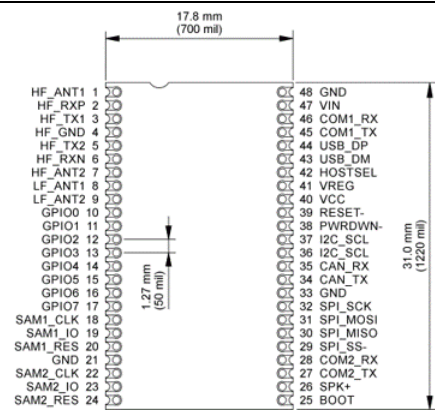 17.8 mm
(700 mil)
HF_ANT1 1
HF_RXP 2
HF_TX1 3
HF_GND 4
HF_TX2 5
HF_RXN 6
HF_ANT2 7
LF_ANT1 8
LF_ANT2 9
GPIO0 10
GPIO1 11
GPIO2 12
GPIO3 13
GPIO4 14
GPIO5 15
GPIO6 16
GPIO7 17
SAM1_CLK 18
SAM1_IO 19
SAM1_RES 20
GND 21
SAM2_CLK 22
SAM2_IO 23
SAM2_RES 24
1.27 mm
(50 mil)
48 GND
47 VIN
46 COM1_RX
45 COM1_TX
44 USB_DP
43 USB_DM
42 HOSTSEL
41 VREG
40 VCC
39 RESET-
38 PWRDWN-
37 I2C_SCL
36 I2C_SCL
35 CAN_RX
34 CAN_TX
33 GND
32 SPI_SCK
31 SPI_MOSI
30 SPI_MISO
29 SPI_SS-
28 COM2_RX
27 COM2_TX
26 SPK+
25 BOOT
31.0 mm
(1220 mil)